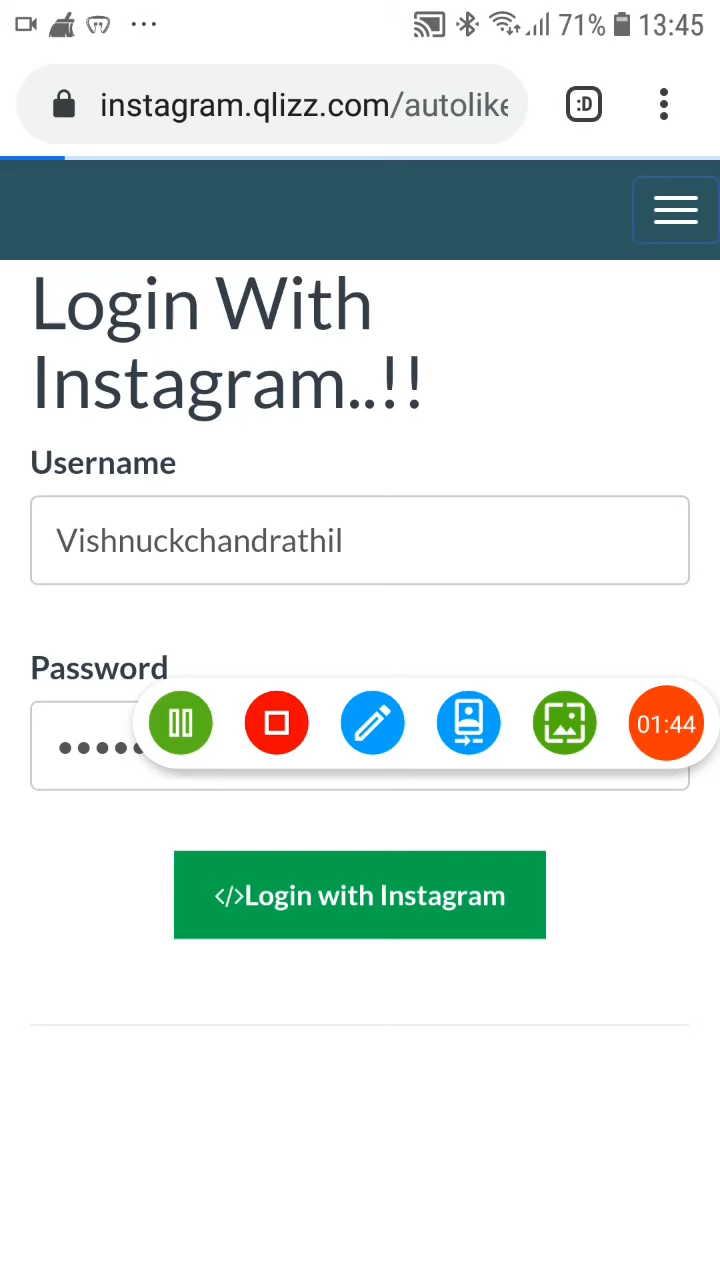 71% 13:45
instagram.qlizz.com/autolike
:D
Login With
Instagram..!!
Username
Vishnuckchandrathil
Password
01:44
</>Login with Instagram